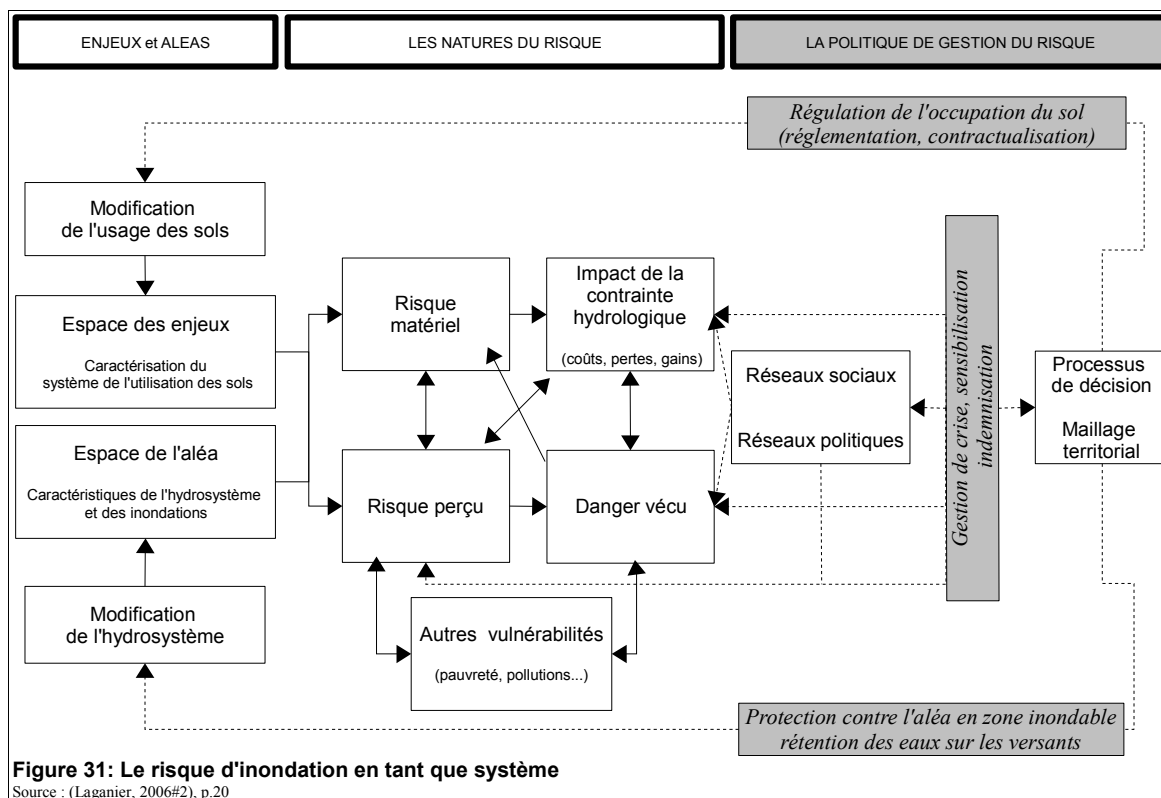 ENJEUX et ALEAS
LES NATURES DU RISQUE
LA POLITIQUE DE GESTION DU RISQUE
Régulation de l'occupation du sol
(réglementation, contractualisation)
Modification
de l'usage des sols
Espace des enjeux
Caractérisation du
système de l'utilisation des sols
Espace de l'aléa
Caractéristiques de l'hydrosystème
et des inondations
Modification
de l'hydrosystème
Risque
matériel
Impact de la
contrainte
hydrologique
(coûts, pertes, gains)
Risque perçu
Danger vécu
Autres vulnérabilités
(pauvreté, pollutions...)
Réseaux sociaux
Réseaux politiques
Gestion de crise, sensibilisation
indemnisation
Processus
de décision
Maillage
territorial
Protection contre l'aléa en zone inondable
rétention des eaux sur les versants
Figure 31: Le risque d'inondation en tant que système
Source : (Laganier, 2006#2), p.20